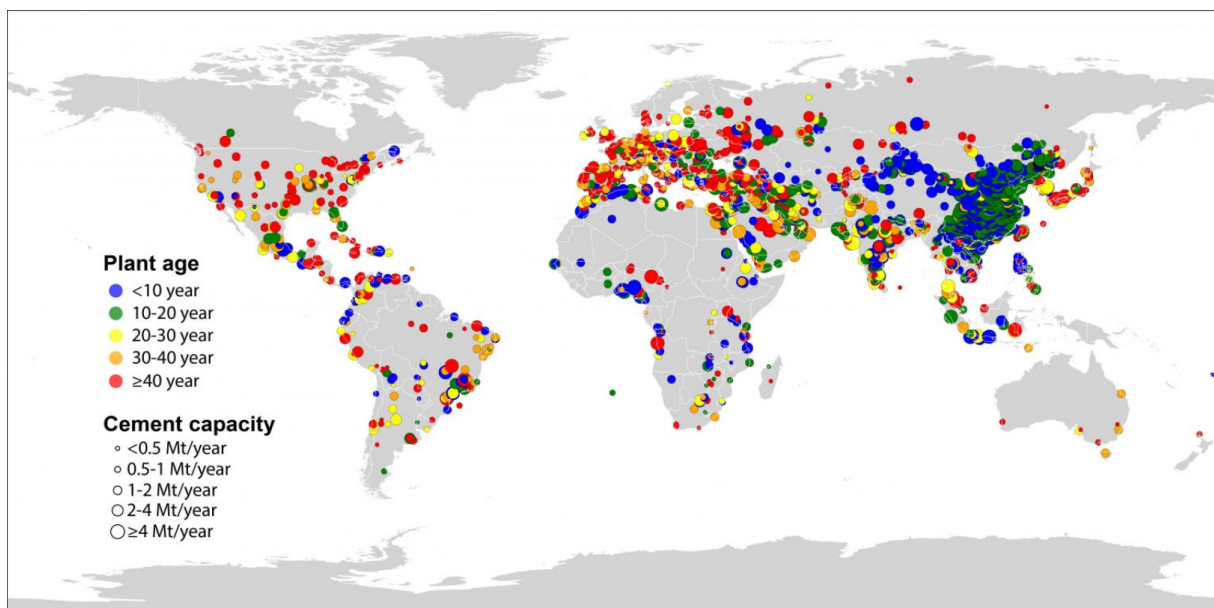 Plant age
<10 year
10-20 year
20-30 year
30-40 year
≥40 year
Cement capacity
<0.5 Mt/year
0.5-1 Mt/year
1-2 Mt/year
2-4 Mt/year
≥4 Mt/year